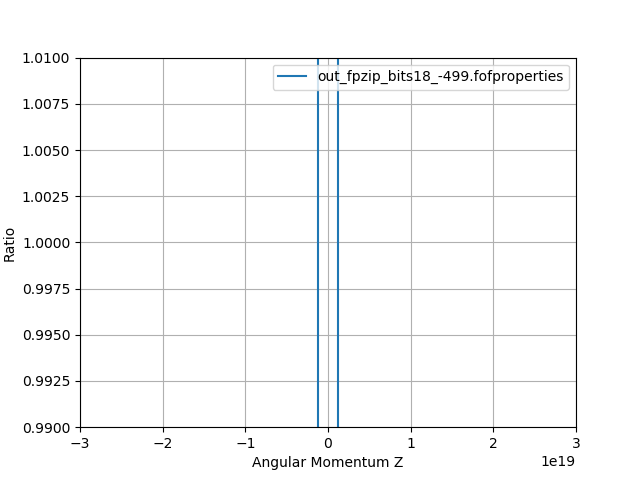 1.0100
1.0075
1.0050
1.0025
1.0000
0.9975
0.9950
0.9925
0.9900
Ratio
out_fpzip_bits18_-499.fofproperties
−3 −2 −1 0 1 2 3
1e19
Angular Momentum Z